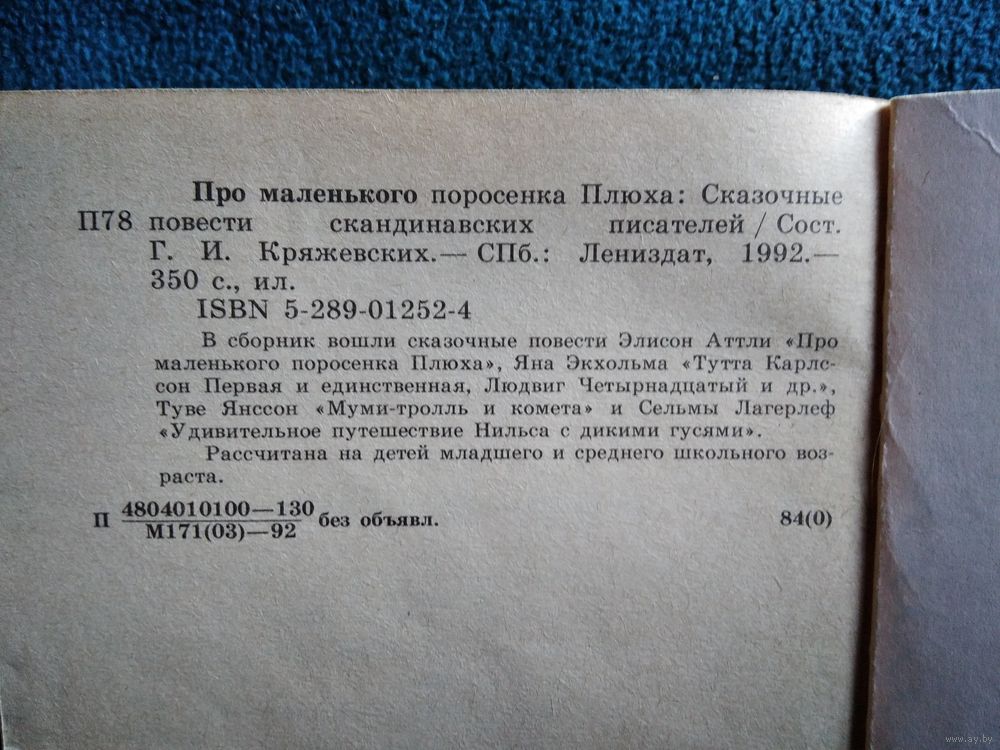 Про маленького поросенка Плюха: Сказочные
П78 повести скандинавских писателей / Сост.
Г. И. Кряжевских.— СПб.: Лениздат, 1992.—
350 с., ил.
ISBN 5-289-01252-4
В сборник вошли сказочные повести Элисон Аттли «Про
маленького поросенка Плюха», Яна Экхольма «Тутта Карлс-
сон Первая и единственная, Людвиг Четырнадцатый и др.»,
Туве Янссон «Муми-тролль и комета» и Сельмы Лагерлеф
«Удивительное путешествие Нильса с дикими гусями».
Рассчитана на детей младшего и среднего школьного воз-
раста.
4804010100—130
П без объявл. 84(0)
М171(03)—92
www.ay.by